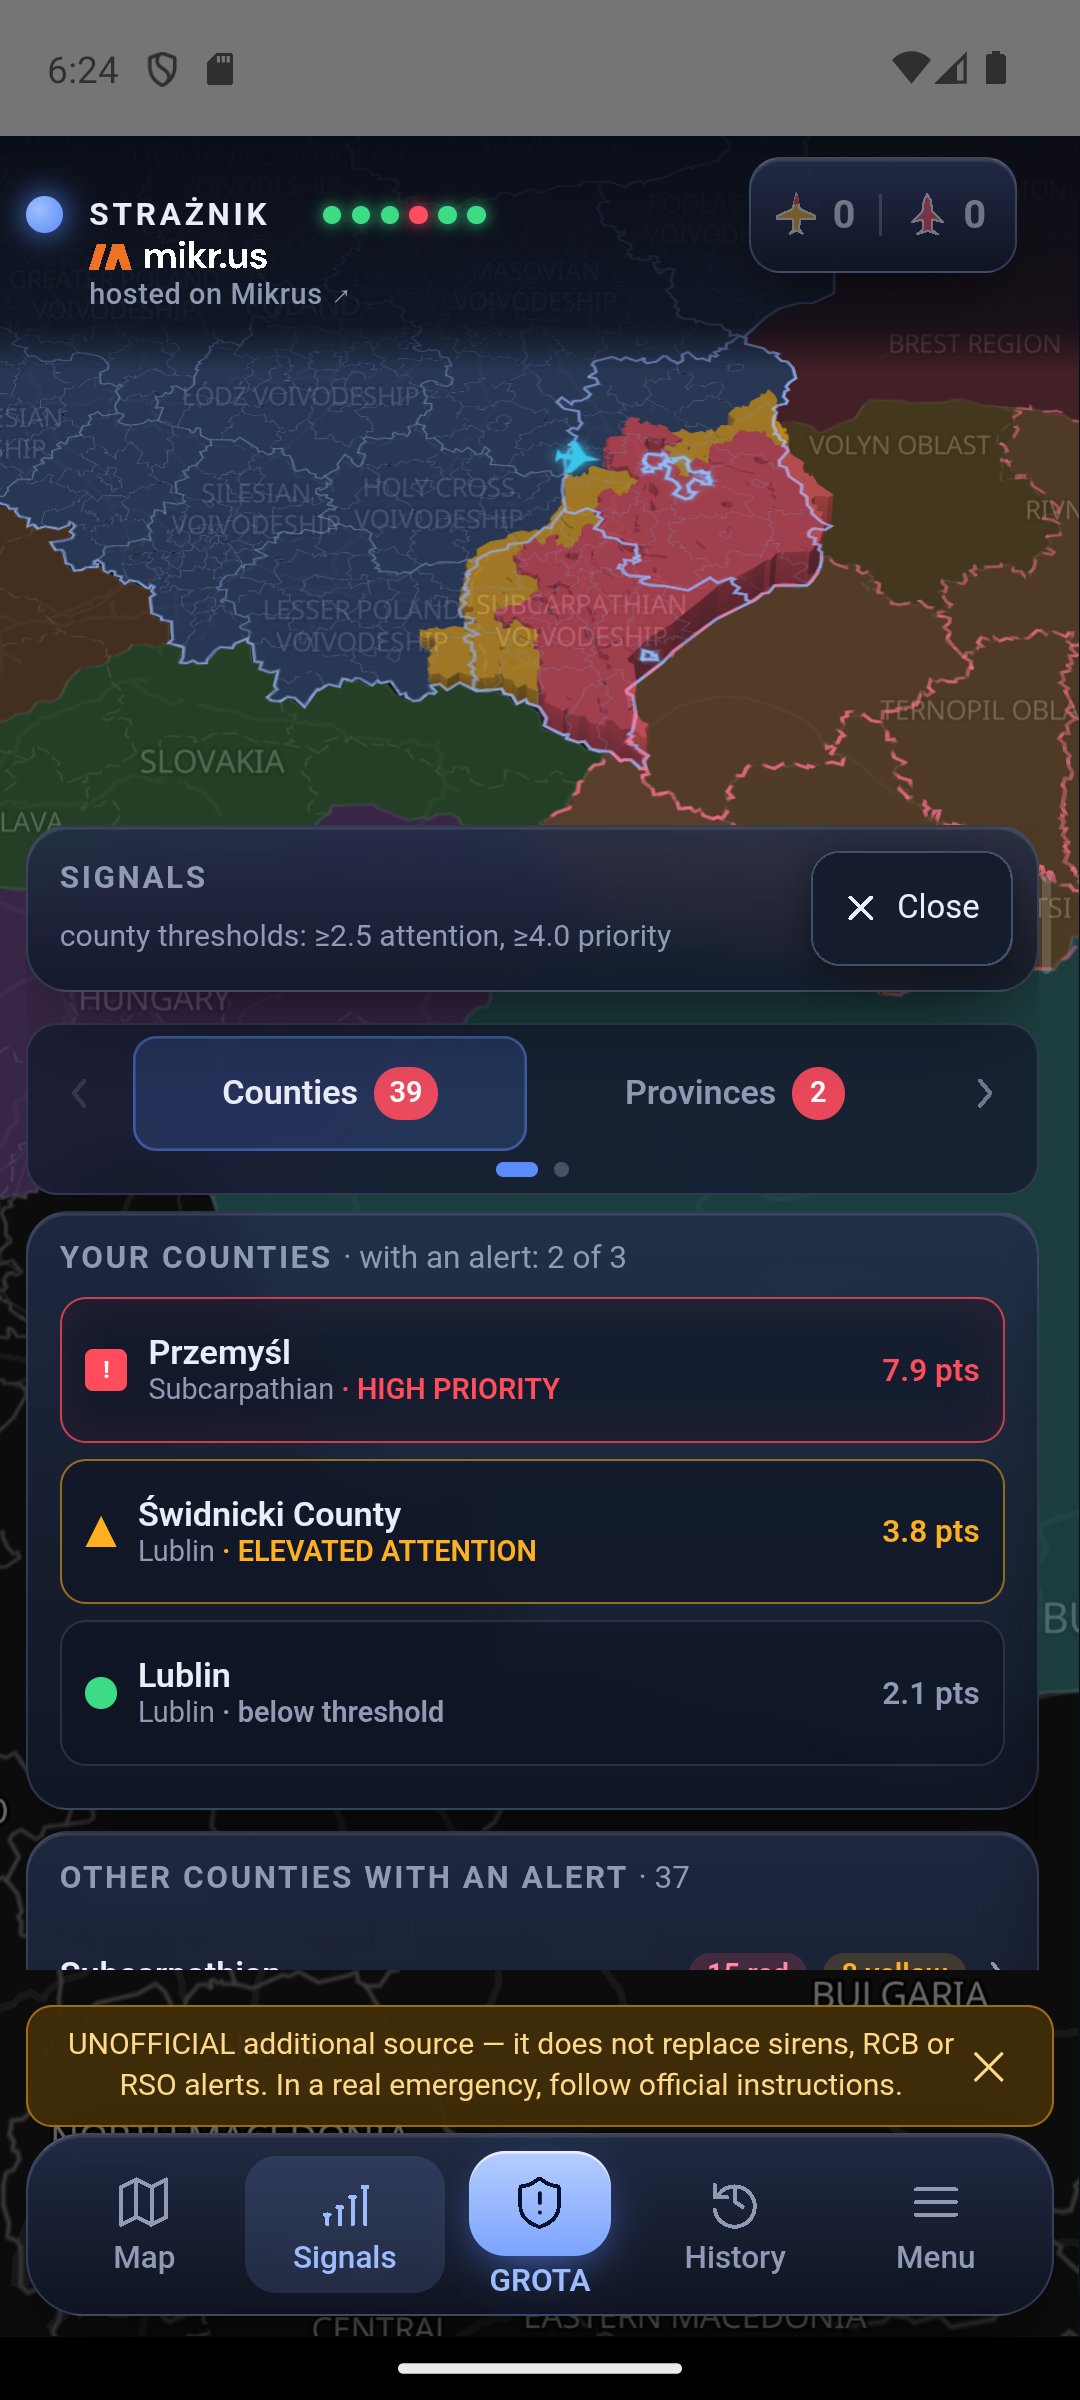 6:24
STRAŻNIK
mikr.us
hosted on Mikrus ↗
0 | 0
BREST REGION
ŁÓDŹ VOIVODESHIP
VOLYN OBLAST
SILESIAN
VOIVODESHIP
HOLY CROSS
VOIVODESHIP
MASOVIAN
VOIVODESHIP
LESSER POLAND
VOIVODESHIP
SUBCARPATHIAN
VOIVODESHIP
SLOVAKIA
SIGNALS
county thresholds: ≥2.5 attention, ≥4.0 priority
Close
HUNGARY
Counties 39
Provinces 2
YOUR COUNTIES · with an alert: 2 of 3
!
Przemyśl
Subcarpathian · HIGH PRIORITY
7.9 pts
Świdnicki County
Lublin · ELEVATED ATTENTION
3.8 pts
Lublin
Lublin · below threshold
2.1 pts
OTHER COUNTIES WITH AN ALERT · 37
BULGARIA
UNOFFICIAL additional source — it does not replace sirens, RCB or
RSO alerts. In a real emergency, follow official instructions.
Map
Signals
GROTA
History
Menu
CENTRAL
EASTERN MACEDONIA